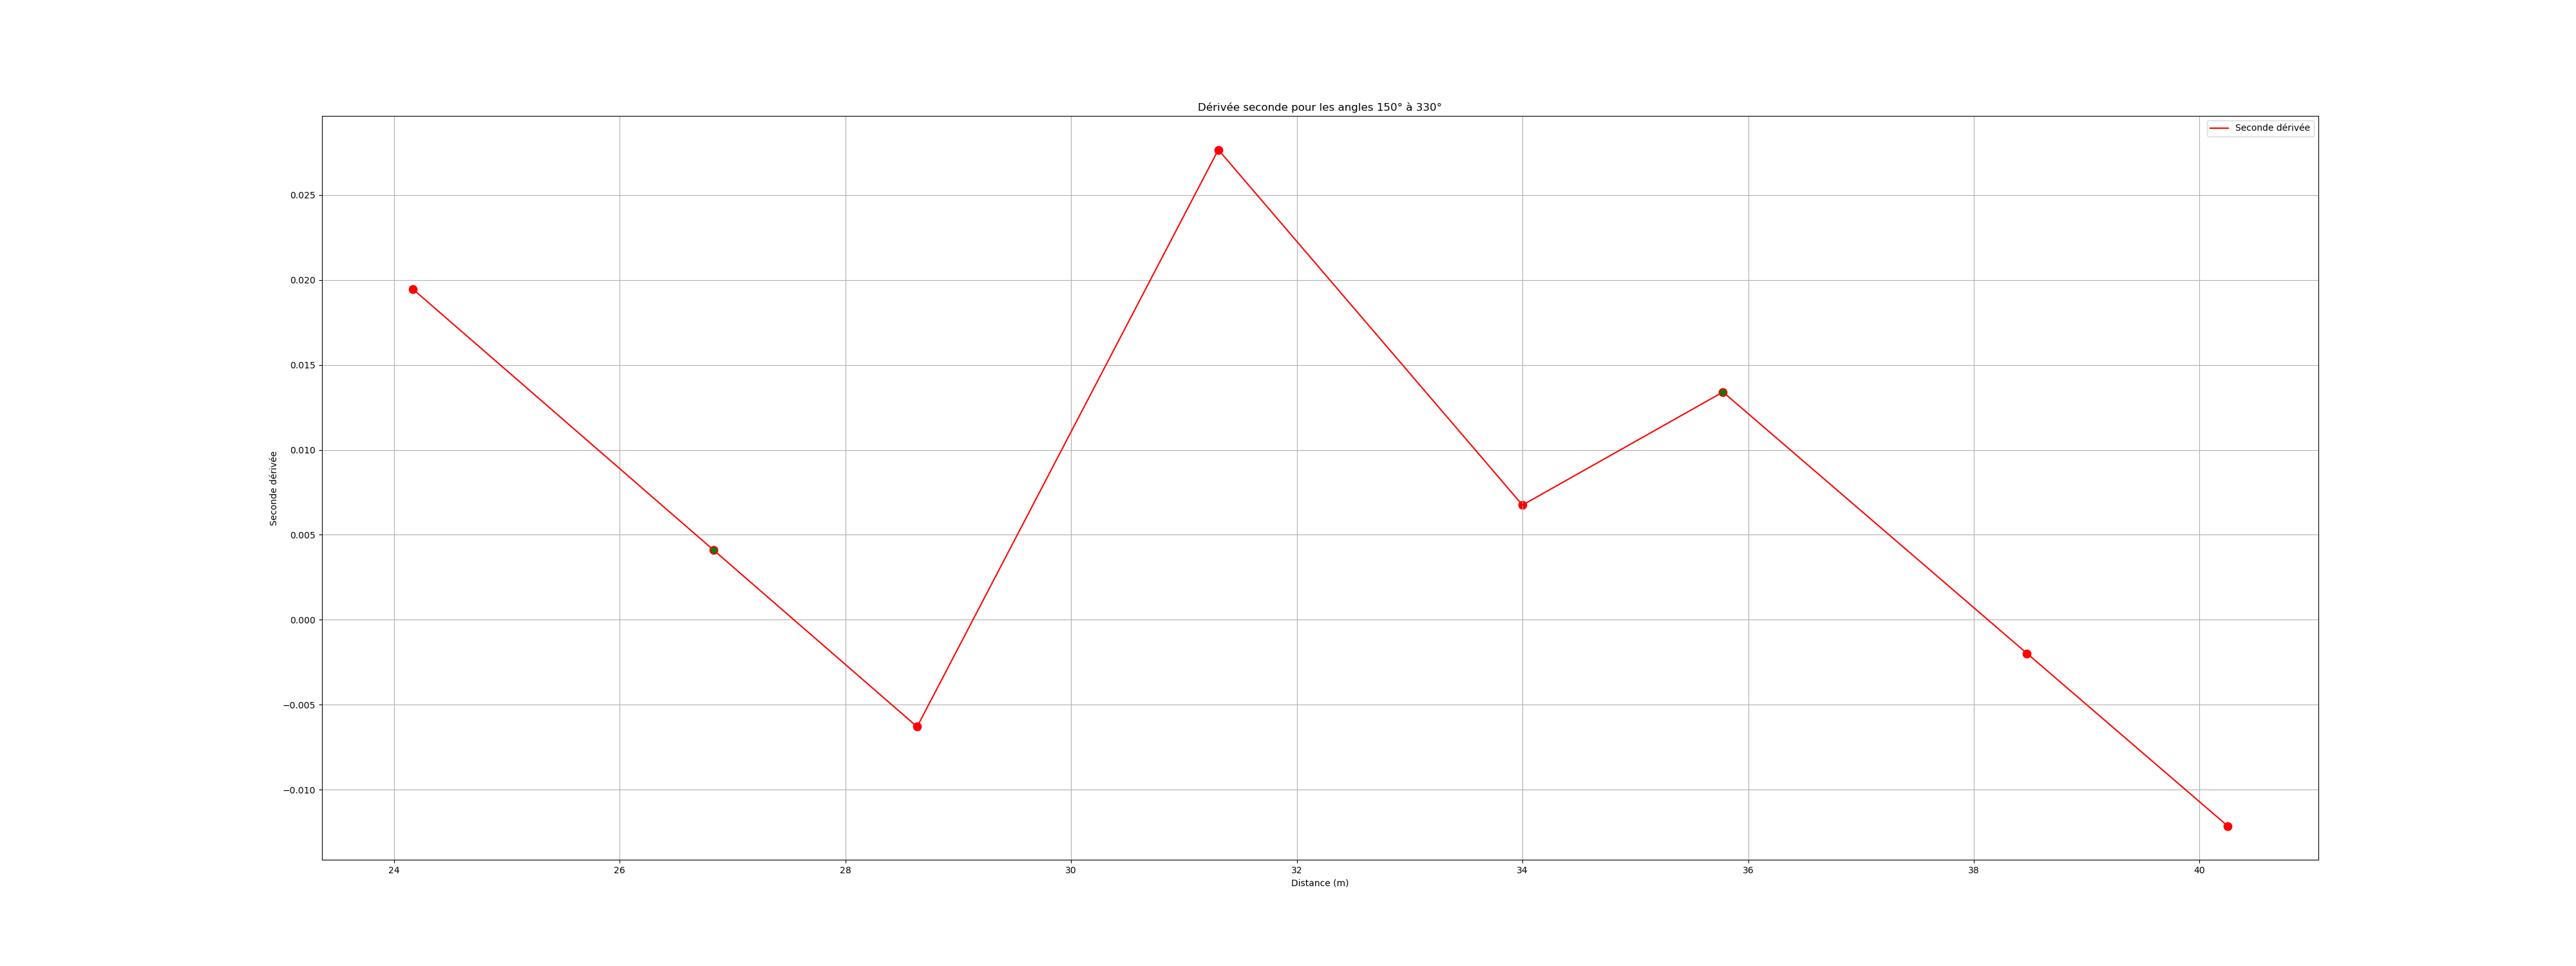 Dérivée seconde pour les angles 150° à 330°
Seconde dérivée
0.025
0.020
0.015
0.010
0.005
0.000
−0.005
−0.010
Seconde dérivée
24 26 28 30 32 34 36 38 40
Distance (m)